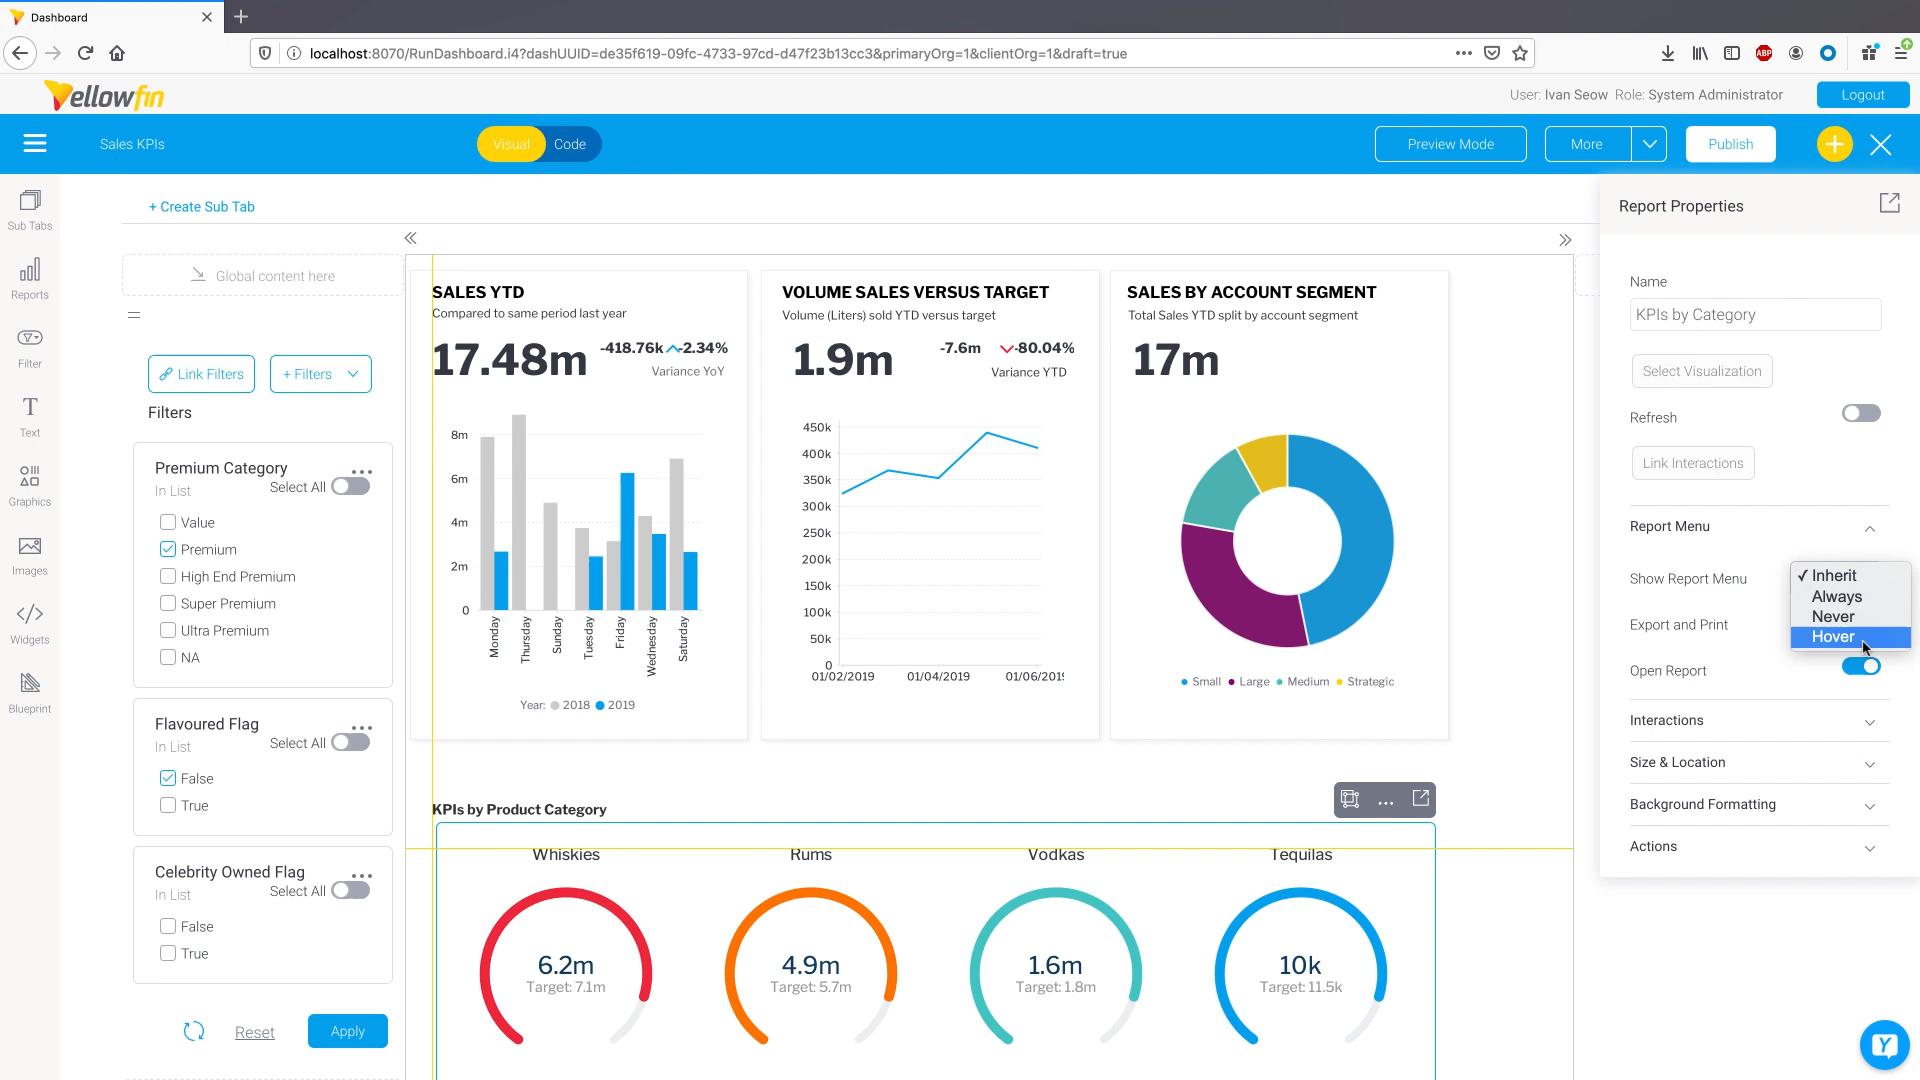 Dashboard
localhost:8070/RunDashboard.i4?dashUUID=de35f619-09fc-4733-97cd-d47f23b13cc3&primaryOrg=1&clientOrg=1&draft=true
ABP
Yellowfin
User: Ivan Seow Role: System Administrator
Logout
Sales KPIs
Visual
Code
Preview Mode
More
Publish
Sub Tabs
Reports
Filter
T
Text
Graphics
Images
Widgets
Blueprint
+ Create Sub Tab
Global content here
Link Filters
+ Filters
Filters
Premium Category
In List
Select All
Value
Premium
High End Premium
Super Premium
Ultra Premium
NA
Flavoured Flag
In List
Select All
False
True
Celebrity Owned Flag
In List
Select All
False
True
Reset
Apply
SALES YTD
Compared to same period last year
17.48m
-418.76k
-2.34%
Variance YoY
8m
6m
4m
2m
0
Monday
Thursday
Sunday
Tuesday
Friday
Wednesday
Saturday
Year: 2018 2019
VOLUME SALES VERSUS TARGET
Volume (Liters) sold YTD versus target
1.9m
-7.6m
-80.04%
Variance YTD
450k
400k
350k
300k
250k
200k
150k
100k
50k
0
01/02/2019
01/04/2019
01/06/2019
SALES BY ACCOUNT SEGMENT
Total Sales YTD split by account segment
17m
Small Large Medium Strategic
KPIs by Product Category
Whiskies
6.2m
Target: 7.1m
Rums
4.9m
Target: 5.7m
Vodkas
1.6m
Target: 1.8m
Tequilas
10k
Target: 11.5k
Report Properties
Name
KPIs by Category
Select Visualization
Refresh
Link Interactions
Report Menu
Show Report Menu
✓ Inherit
Always
Never
Hover
Export and Print
Open Report
Interactions
Size & Location
Background Formatting
Actions
Y